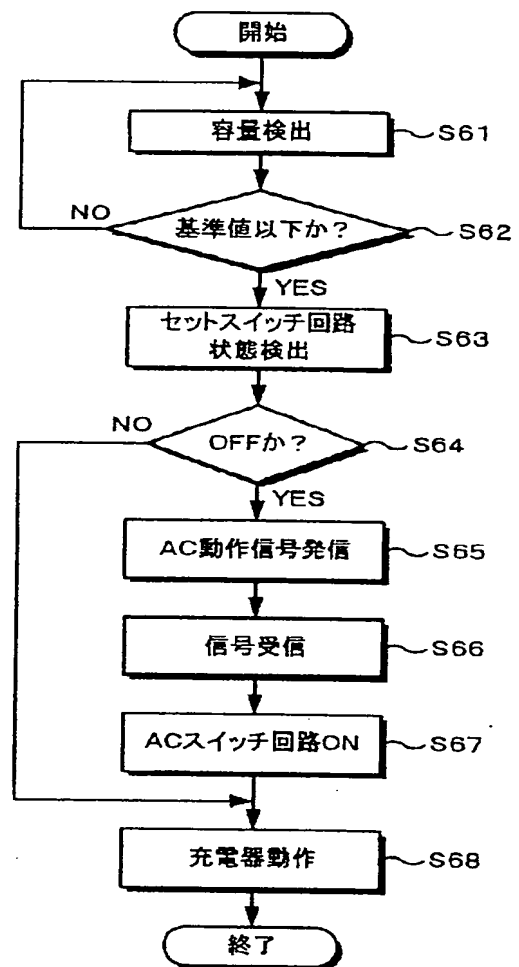 開始
容量検出
S61
NO
基準値以下か?
S62
YES
セットスイッチ回路
状態検出
S63
NO
OFFか?
S64
YES
AC動作信号発信
S65
信号受信
S66
ACスイッチ回路ON
S67
充電器動作
S68
終了